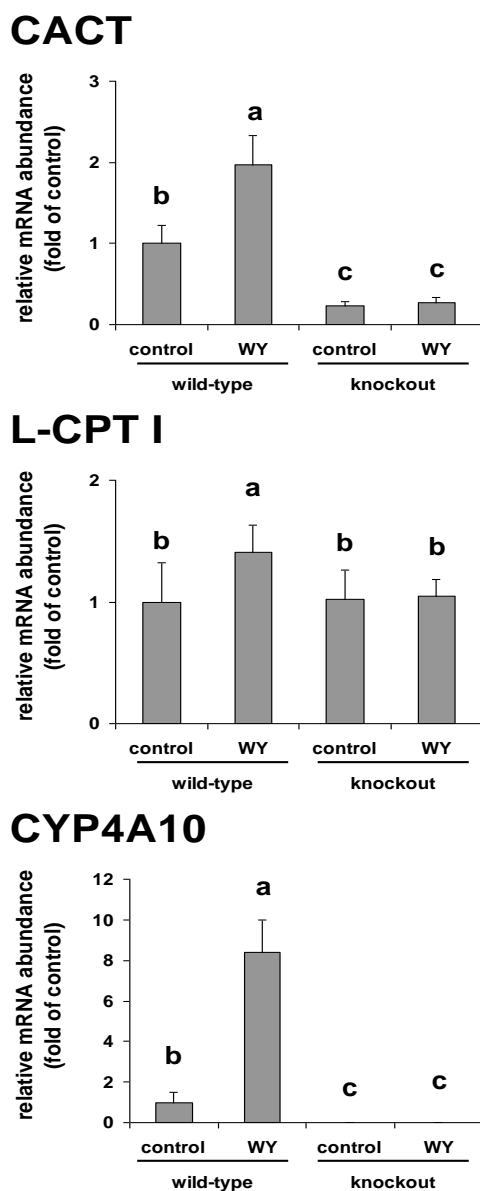 CACT
relative mRNA abundance
(fold of control)
3
2
1
0
b
a
c
c
control WY control WY
wild-type knockout
L-CPT I
relative mRNA abundance
(fold of control)
2
1
0
b
a
b
b
control WY control WY
wild-type knockout
CYP4A10
relative mRNA abundance
(fold of control)
12
10
8
6
4
2
0
b
a
c
c
control WY control WY
wild-type knockout